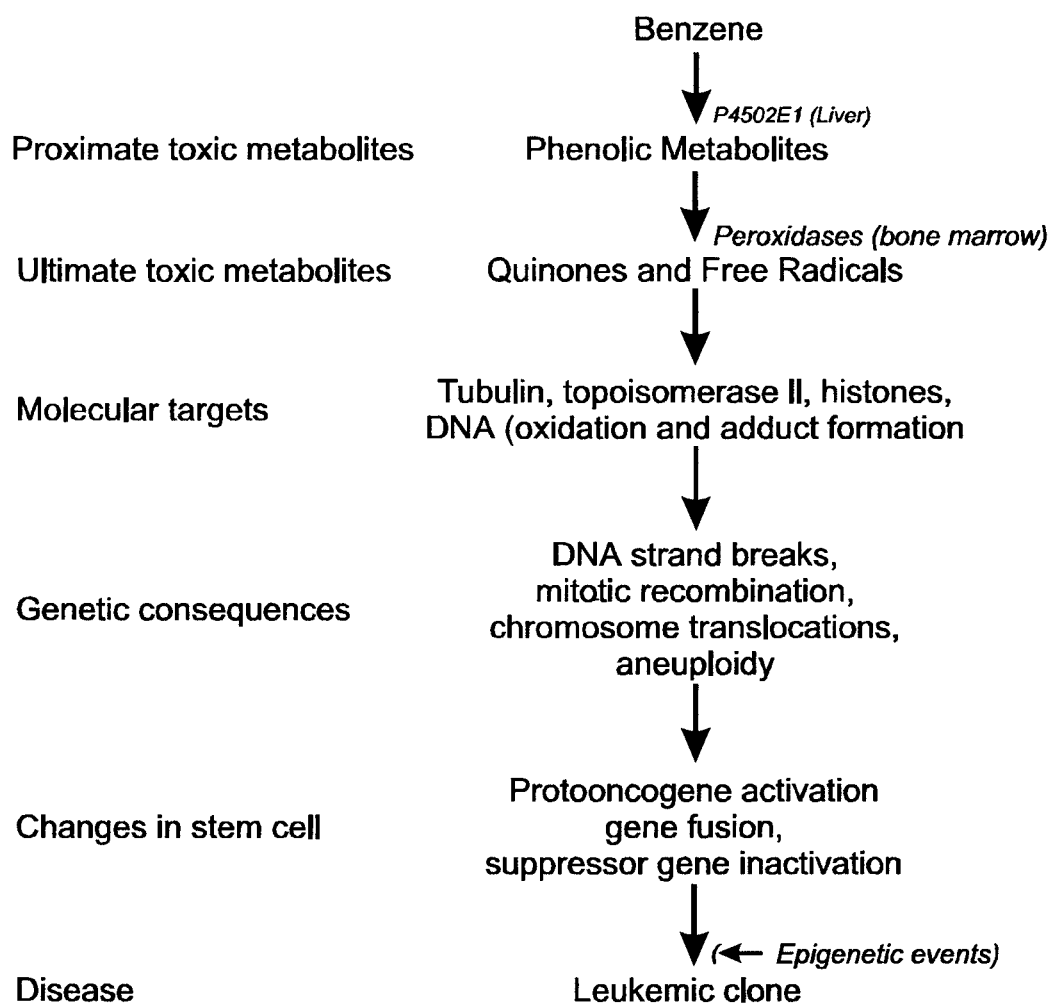 Benzene
P4502E1 (Liver)
Proximate toxic metabolites Phenolic Metabolites
Peroxidases (bone marrow)
Ultimate toxic metabolites Quinones and Free Radicals
Molecular targets
Tubulin, topoisomerase II, histones,
DNA (oxidation and adduct formation
Genetic consequences
DNA strand breaks,
mitotic recombination,
chromosome translocations,
aneuploidy
Changes in stem cell
Protooncogene activation
gene fusion,
suppressor gene inactivation
(← Epigenetic events)
Disease Leukemic clone